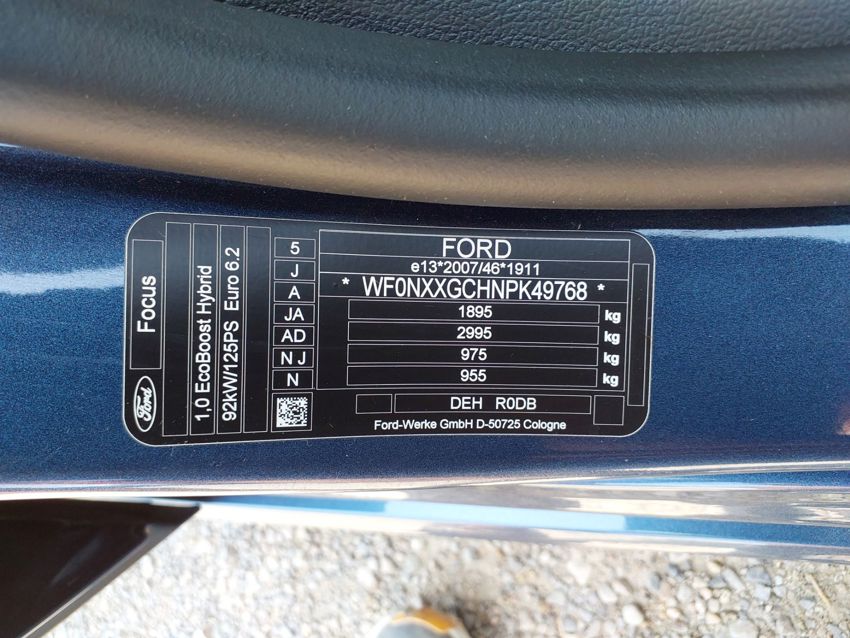 FORD
e13*2007/46*1911
* WF0NXXGCHNPK49768 *
1895 kg
2995 kg
975 kg
955 kg
DEH R0DB
Ford-Werke GmbH D-50725 Cologne
5
J
A
JA
AD
N J
N
Focus
1,0 EcoBoost Hybrid
92kW/125PS Euro 6.2
Ford